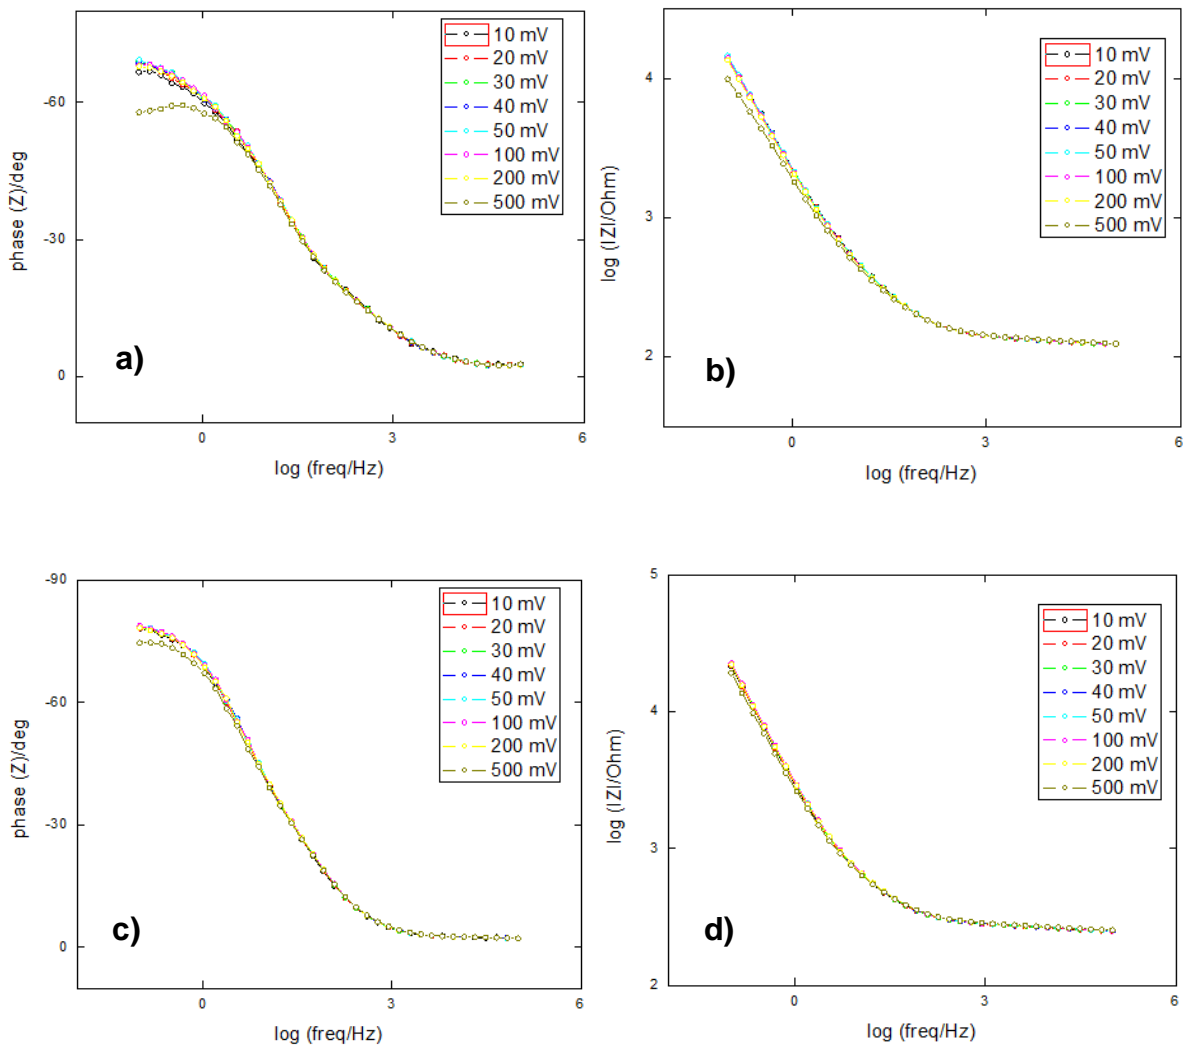 10 mV
20 mV
30 mV
40 mV
50 mV
100 mV
200 mV
500 mV
phase (Z)/deg
-60
-30
0
a)
0 3 6
log (freq/Hz)
10 mV
20 mV
30 mV
40 mV
50 mV
100 mV
200 mV
500 mV
log (IZI/Ohm)
4
3
2
b)
0 3 6
log (freq/Hz)
-90
10 mV
20 mV
30 mV
40 mV
50 mV
100 mV
200 mV
500 mV
phase (Z)/deg
-60
-30
0
c)
0 3 6
log (freq/Hz)
5
10 mV
20 mV
30 mV
40 mV
50 mV
100 mV
200 mV
500 mV
log (IZI/Ohm)
4
3
2
d)
0 3 6
log (freq/Hz)